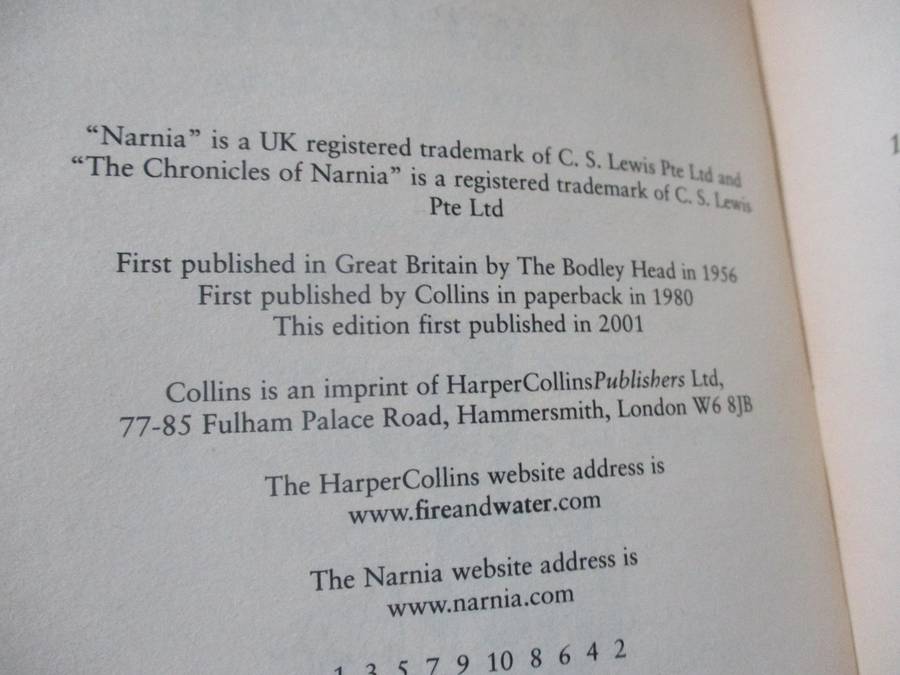 “Narnia” is a UK registered trademark of C. S. Lewis Pte Ltd and
“The Chronicles of Narnia” is a registered trademark of C. S. Lewis
Pte Ltd
First published in Great Britain by The Bodley Head in 1956
First published by Collins in paperback in 1980
This edition first published in 2001
Collins is an imprint of HarperCollinsPublishers Ltd,
77-85 Fulham Palace Road, Hammersmith, London W6 8JB
The HarperCollins website address is
www.fireandwater.com
The Narnia website address is
www.narnia.com
1 3 5 7 9 10 8 6 4 2
1